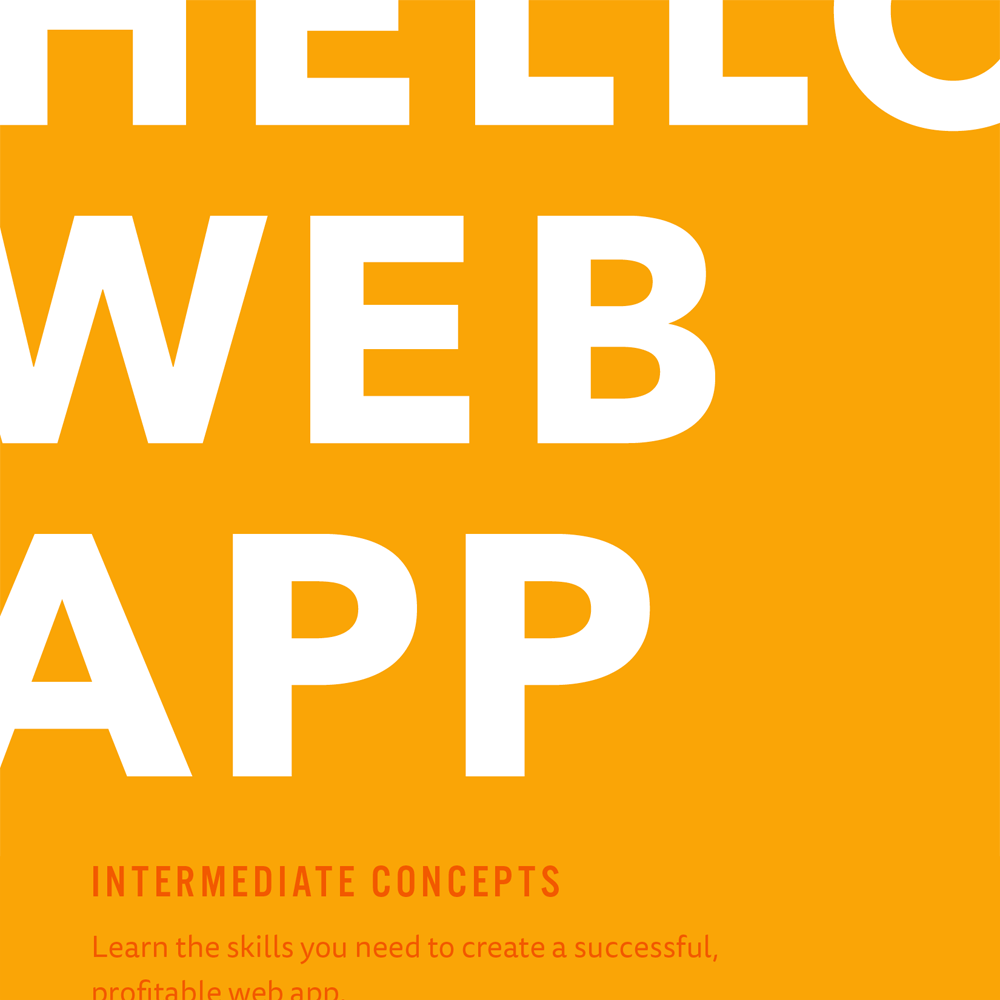 HELLO
WEB
APP
INTERMEDIATE CONCEPTS
Learn the skills you need to create a successful,
profitable web app.